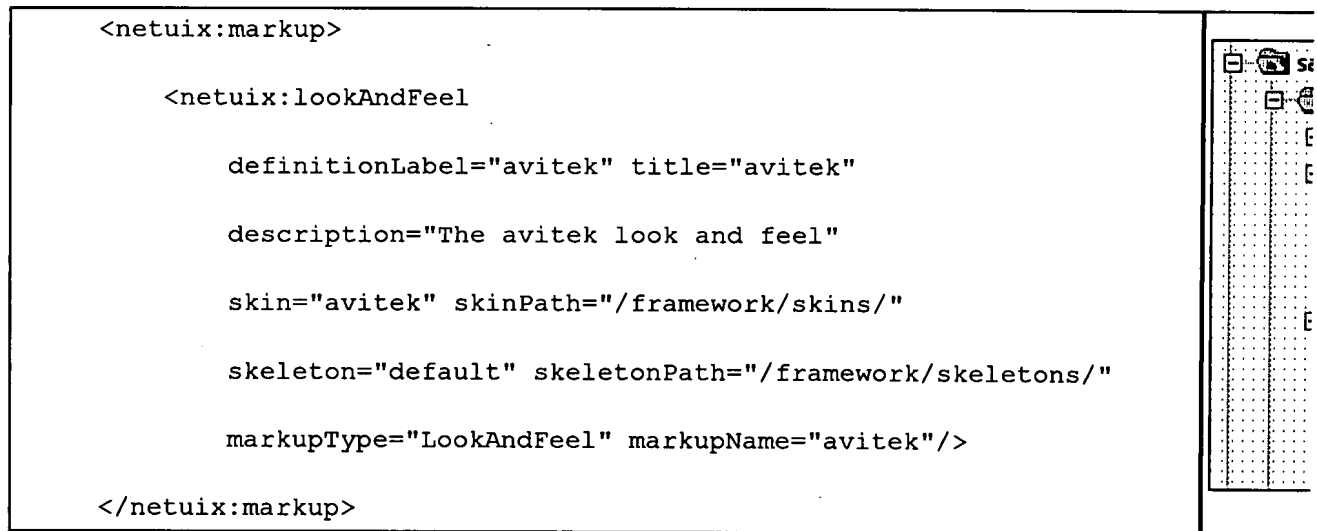 <netuix:markup>
<netuix:lookAndFeel
definitionLabel="avitek" title="avitek"
description="The avitek look and feel"
skin="avitek" skinPath="/framework/skins/"
skeleton="default" skeletonPath="/framework/skeletons/"
markupType="LookAndFeel" markupName="avitek"/>
</netuix:markup>